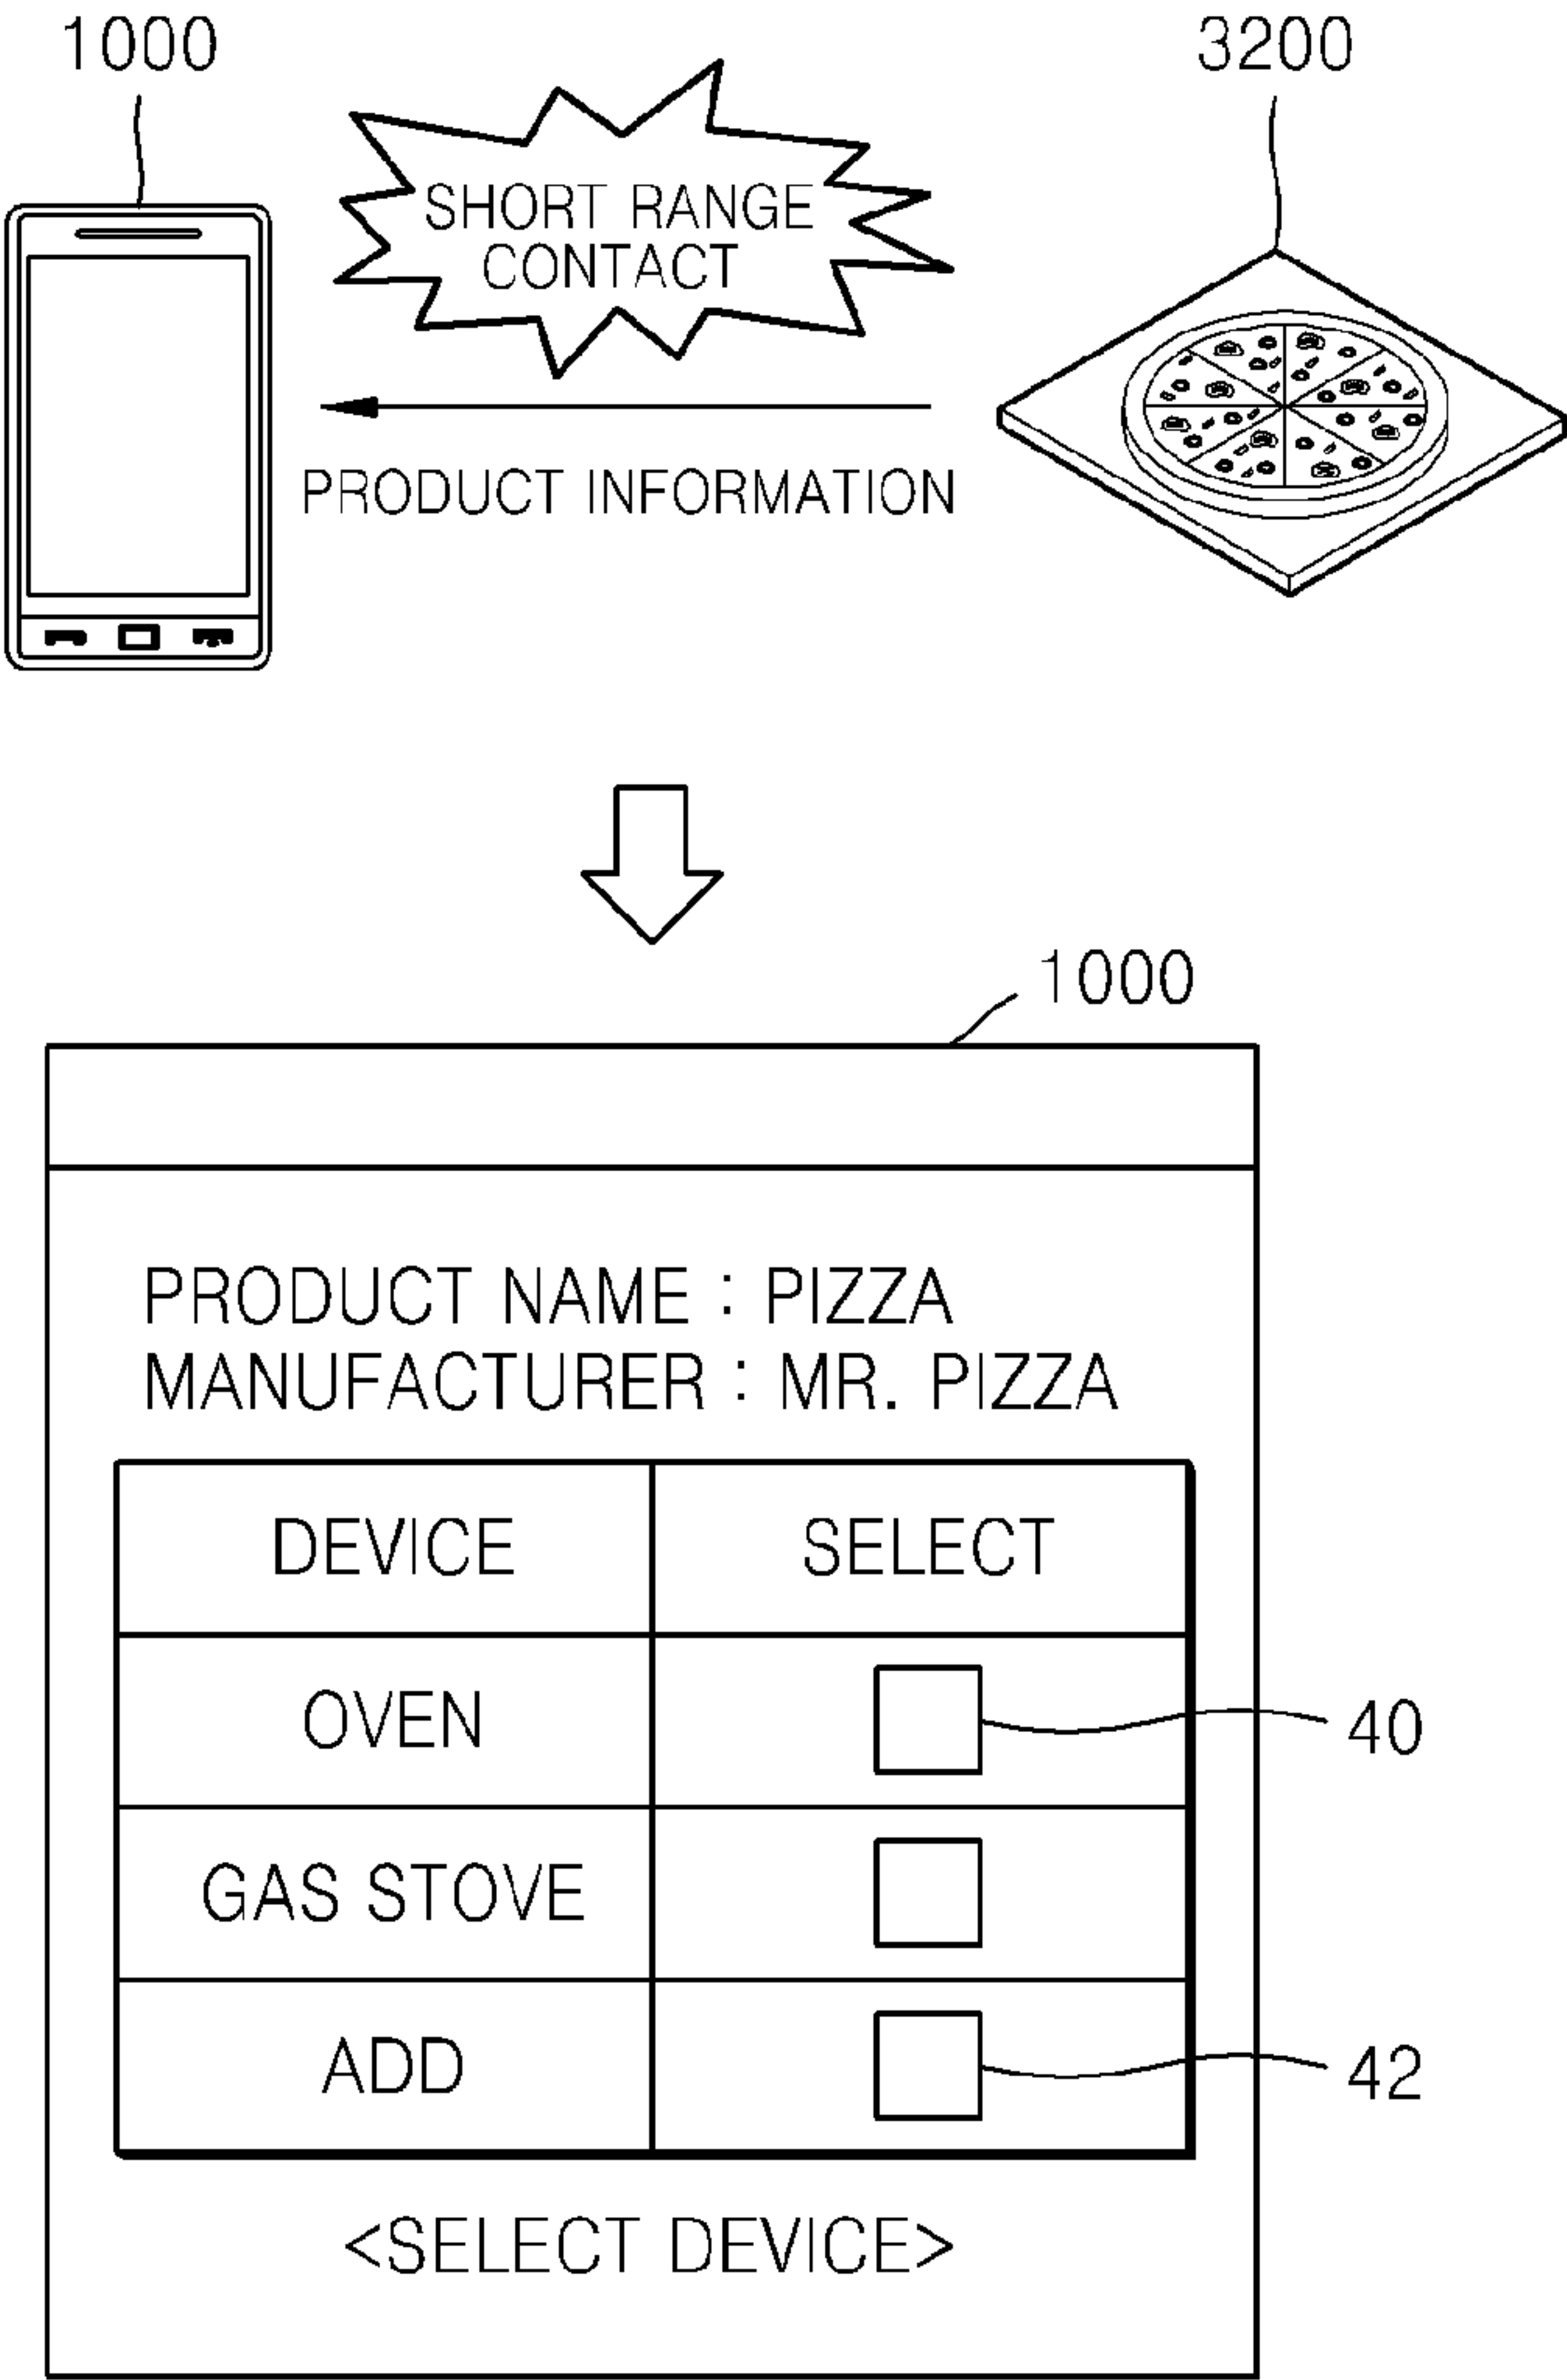 1000
3200
SHORT RANGE
CONTACT
PRODUCT INFORMATION
1000
PRODUCT NAME : PIZZA
MANUFACTURER : MR. PIZZA
DEVICE SELECT
OVEN
40
GAS STOVE
ADD
42
<SELECT DEVICE>